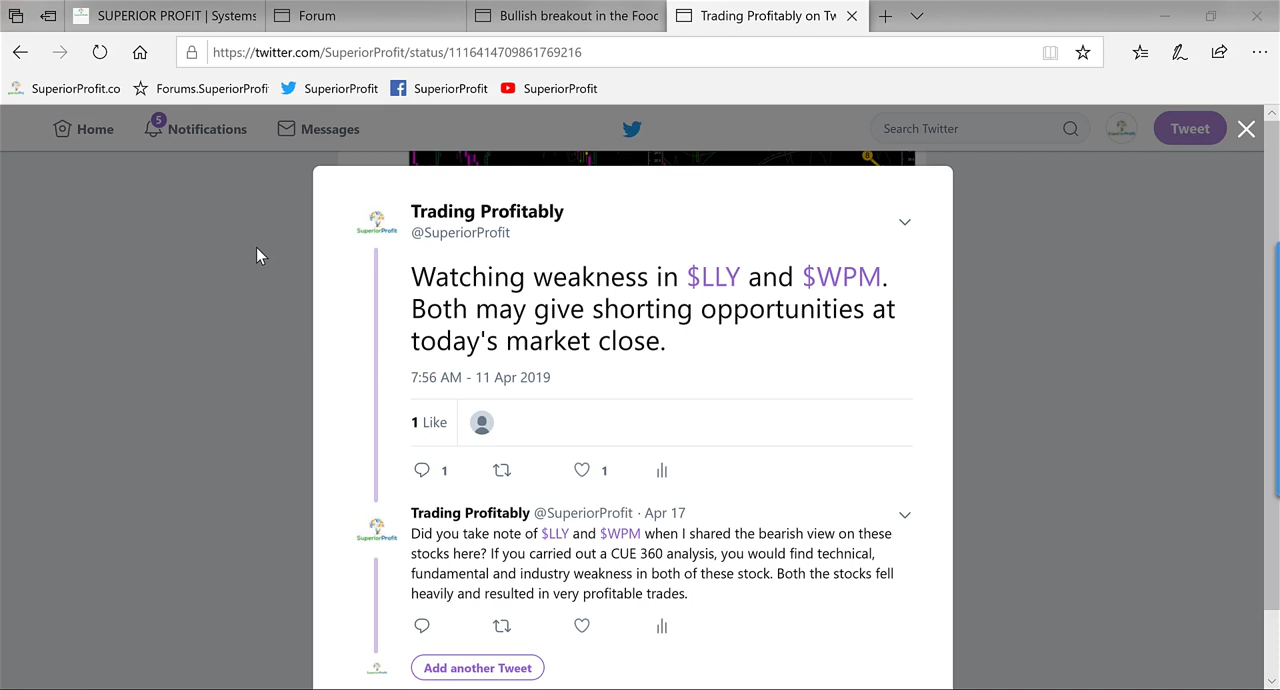 SUPERIOR PROFIT | Systems
Forum
Bullish breakout in the Food
Trading Profitably on Tw
https://twitter.com/SuperiorProfit/status/1116414709861769216
SuperiorProfit.co
Forums.SuperiorProfi
SuperiorProfit
SuperiorProfit
SuperiorProfit
Home
5
Notifications
Messages
Search Twitter
Tweet
SuperiorProfit
Trading Profitably
@SuperiorProfit
Watching weakness in $LLY and $WPM.
Both may give shorting opportunities at
today's market close.
7:56 AM - 11 Apr 2019
1 Like
1
1
SuperiorProfit
Trading Profitably @SuperiorProfit · Apr 17
Did you take note of $LLY and $WPM when I shared the bearish view on these
stocks here? If you carried out a CUE 360 analysis, you would find technical,
fundamental and industry weakness in both of these stock. Both the stocks fell
heavily and resulted in very profitable trades.
Add another Tweet